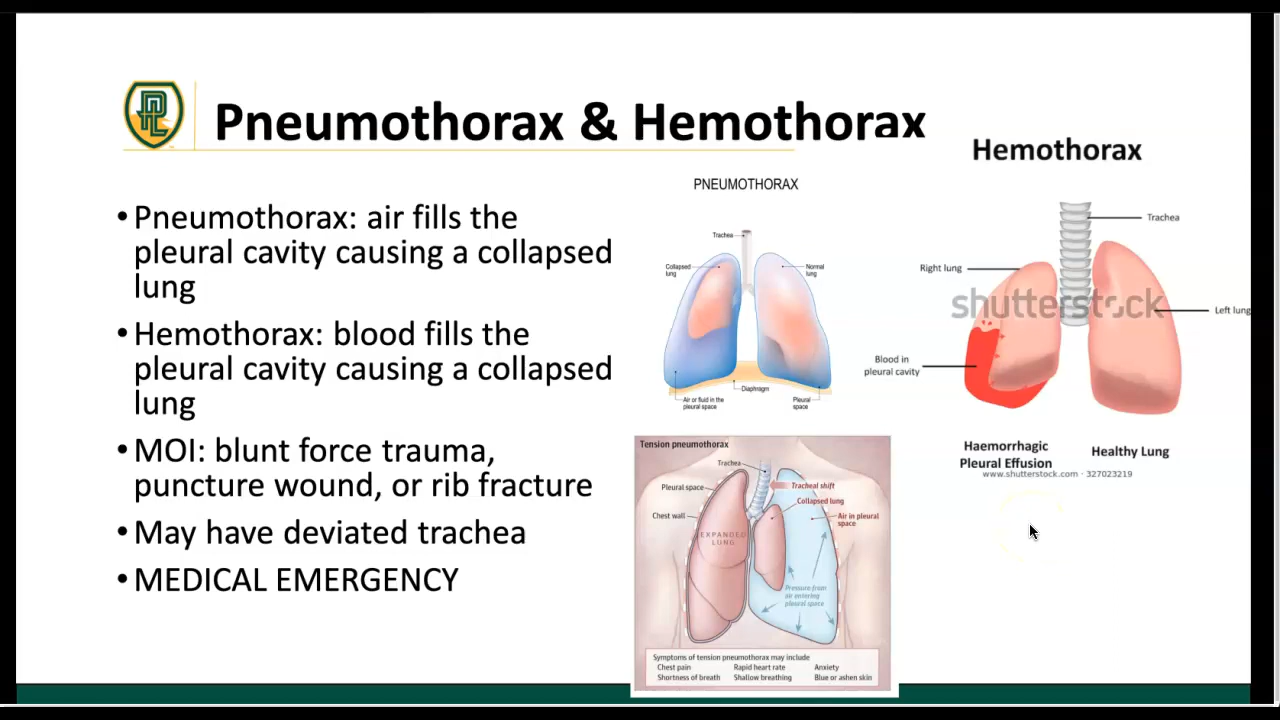 Pneumothorax & Hemothorax
• Pneumothorax: air fills the
pleural cavity causing a collapsed
lung
• Hemothorax: blood fills the
pleural cavity causing a collapsed
lung
• MOI: blunt force trauma,
puncture wound, or rib fracture
• May have deviated trachea
• MEDICAL EMERGENCY
PNEUMOTHORAX
Trachea
Collapsed
lung
Normal
lung
Diaphragm
Air or fluid in the
pleural space
Pleural
space
Hemothorax
Trachea
Right lung
shutterstock
Left lung
Blood in
pleural cavity
Haemorrhagic
Pleural Effusion
Healthy Lung
www.shutterstock.com · 327023219
Tension pneumothorax
Trachea
Pleural space
Tracheal shift
Collapsed lung
Chest wall
Air in pleural
space
EXPANDED
LUNG
Pressure from
air entering
pleural space
Symptoms of tension pneumothorax may include
Chest pain Rapid heart rate Anxiety
Shortness of breath Shallow breathing Blue or ashen skin